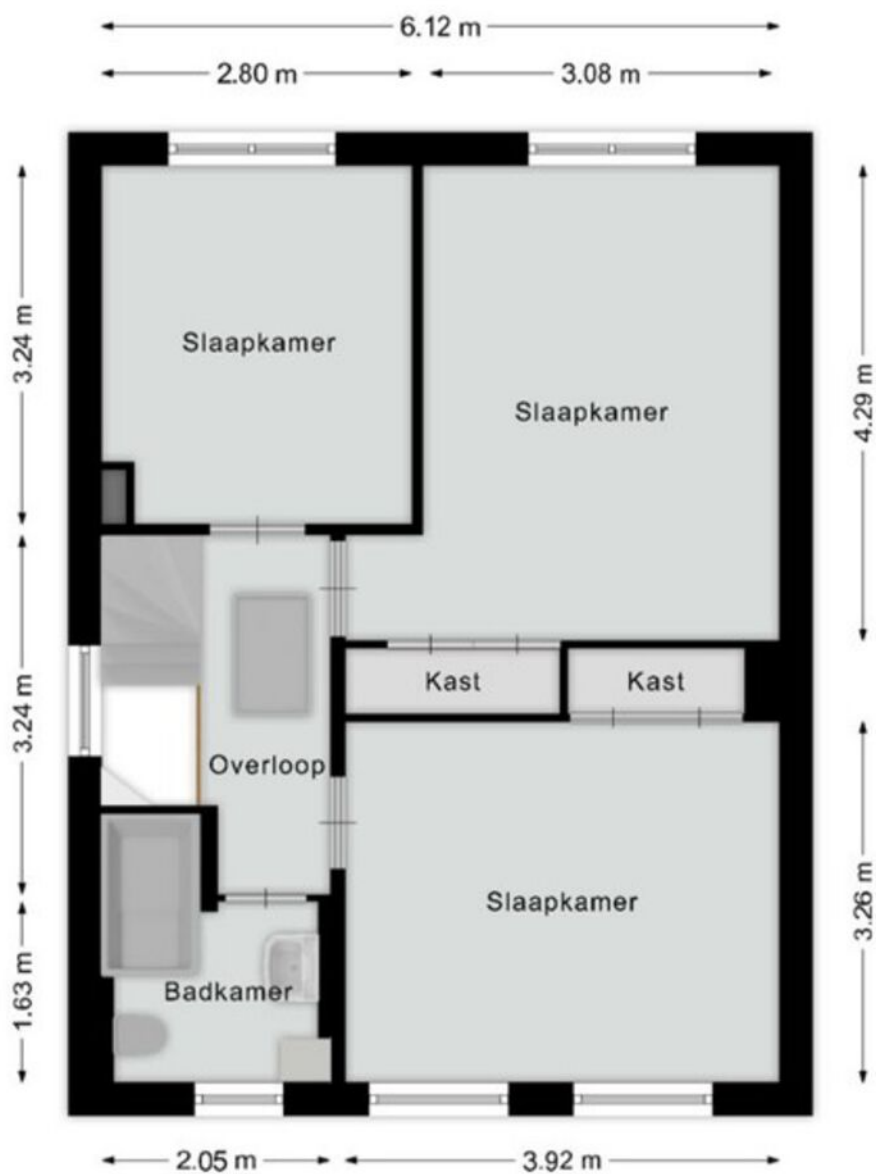 6.12 m
2.80 m
3.08 m
3.24 m
4.29 m
Slaapkamer
Slaapkamer
3.24 m
Kast
Kast
Overloop
3.26 m
Slaapkamer
1.63 m
Badkamer
2.05 m
3.92 m